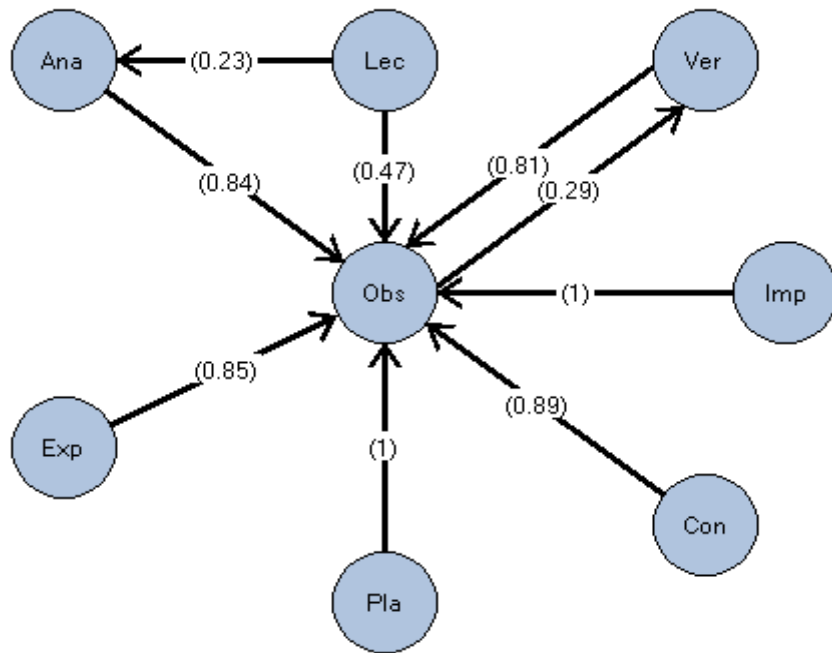 Ana
(0.23)
Lec
Ver
(0.84)
(0.47)
(0.81)
(0.29)
Obs
(1)
Imp
(0.85)
(0.89)
Exp
(1)
Con
Pla